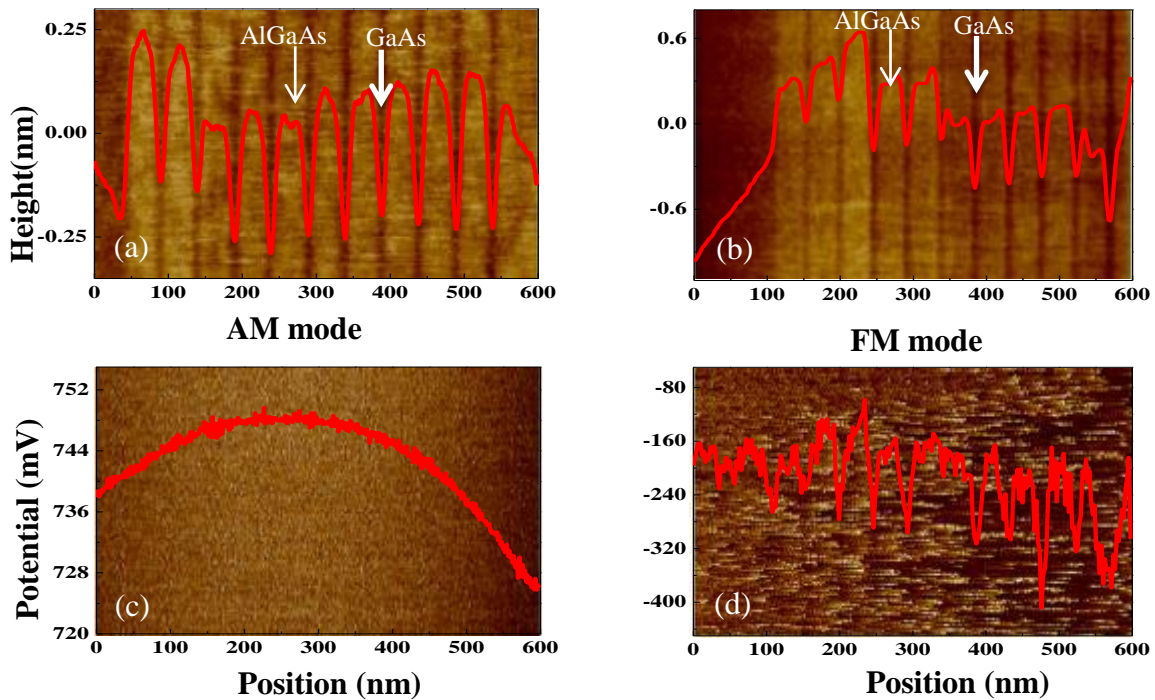 AM mode
FM mode
Height(nm)
0.25
0.00
-0.25
0 100 200 300 400 500 600
AlGaAs
GaAs
(a)
0.6
0.0
-0.6
0 100 200 300 400 500 600
AlGaAs
GaAs
(b)
Potential (mV)
752
744
736
728
720
0 100 200 300 400 500 600
Position (nm)
(c)
-80
-160
-240
-320
-400
0 100 200 300 400 500 600
Position (nm)
(d)